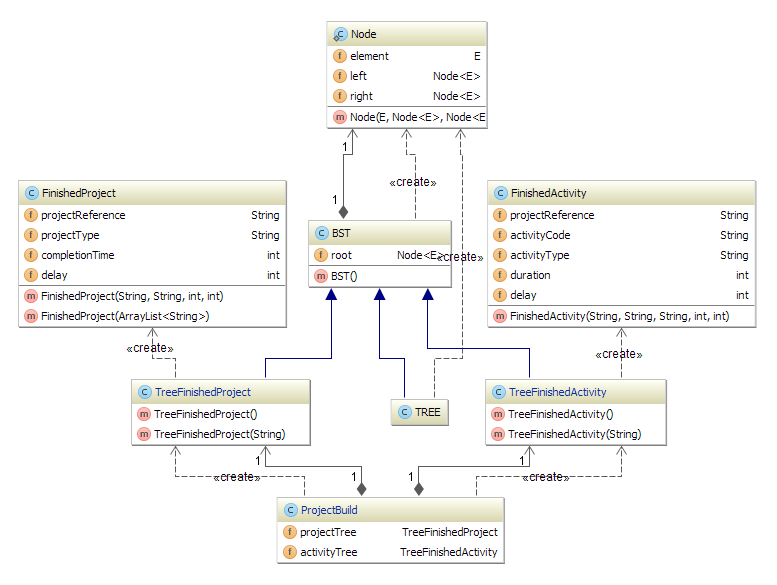 Node
element E
left Node<E>
right Node<E>
Node(E, Node<E>, Node<E
1
1
«create»
FinishedProject
projectReference String
projectType String
completionTime int
delay int
FinishedProject(String, String, int, int)
FinishedProject(ArrayList<String>)
BST
root Node<E>
BST()
«create»
FinishedActivity
projectReference String
activityCode String
activityType String
duration int
delay int
FinishedActivity(String, String, String, int, int)
«create»
«create»
TreeFinishedProject
TreeFinishedProject()
TreeFinishedProject(String)
TREE
TreeFinishedActivity
TreeFinishedActivity()
TreeFinishedActivity(String)
1
1
«create»
1
1
«create»
ProjectBuild
projectTree TreeFinishedProject
activityTree TreeFinishedActivity